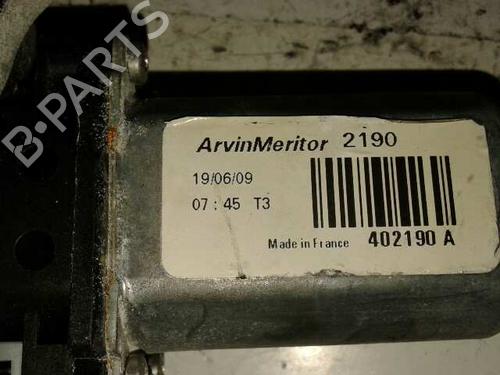 B-PARTS
ArvinMeritor 2190
19/06/09
07 : 45 T3
Made in France 402190 A